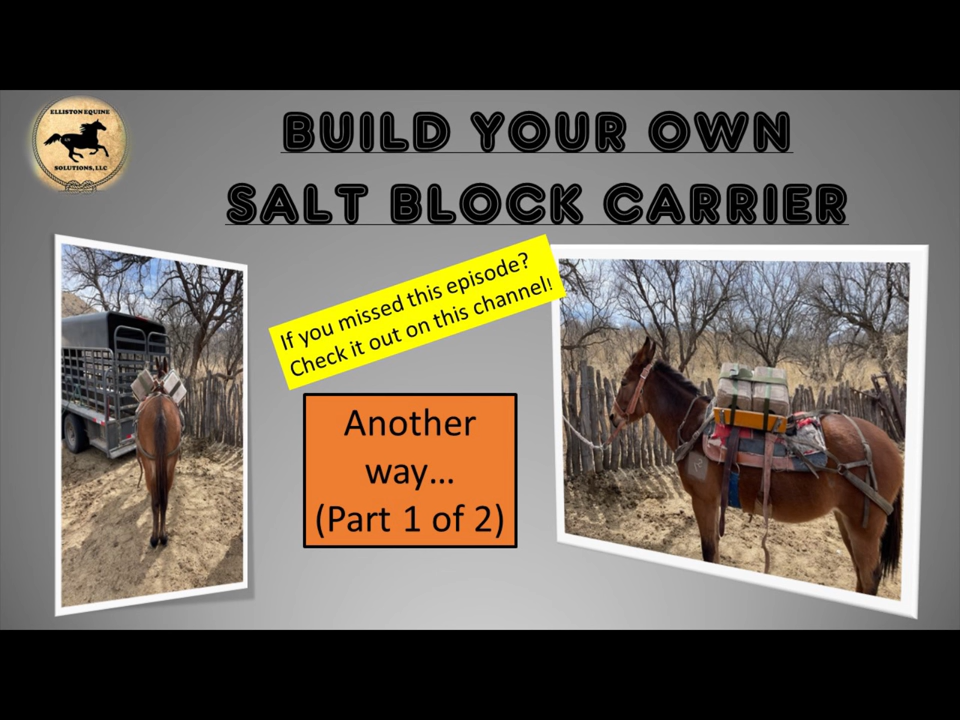 ELLISTON EQUINE
SOLUTIONS, LLC
BUILD YOUR OWN
SALT BLOCK CARRIER
If you missed this episode?
Check it out on this channel!
Another
way...
(Part 1 of 2)